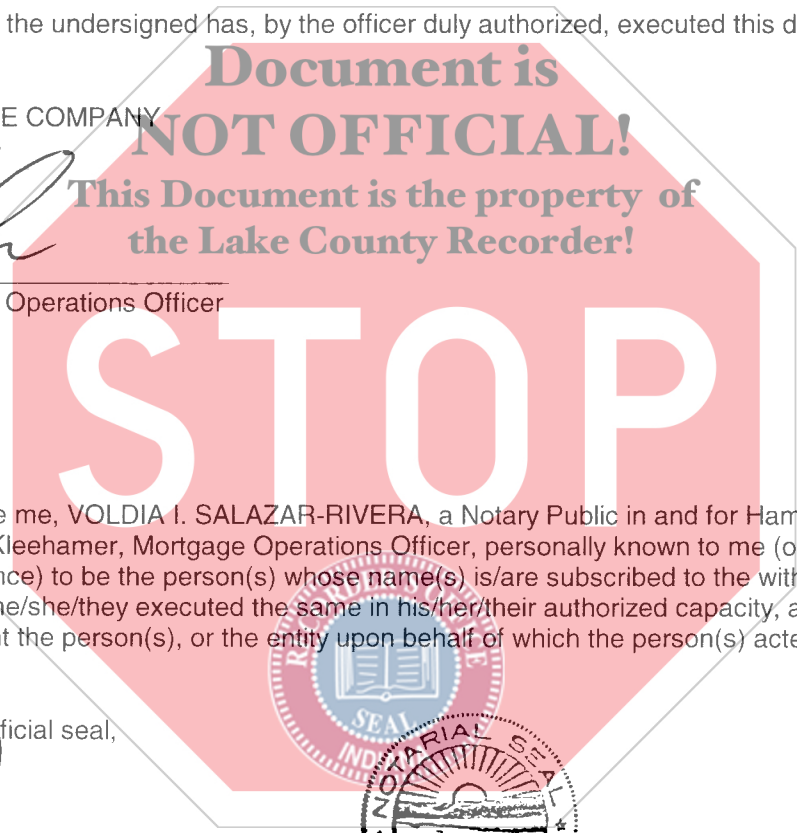 the undersigned has, by the officer duly authorized, executed this d
Document is
E COMPANY
NOT OFFICIAL!
This Document is the property of
the Lake County Recorder!
Operations Officer
STOP
e me, VOLDIA I. SALAZAR-RIVERA, a Notary Public in and for Ham
Kleehamer, Mortgage Operations Officer, personally known to me (o
nce) to be the person(s) whose name(s) is/are subscribed to the with
he/she/they executed the same in his/her/their authorized capacity, a
t the person(s), or the entity upon behalf of which the person(s) acte
RECORDER'S OFFICE
SEAL
INDIANA
ficial seal,
NOTARIAL SEAL